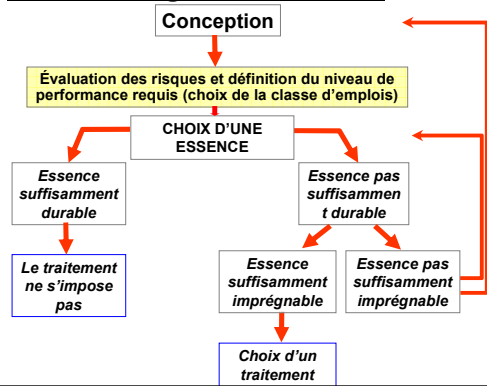 Conception
Évaluation des risques et définition du niveau de
performance requis (choix de la classe d'emplois)
CHOIX D'UNE
ESSENCE
Essence
suffisamment
durable
Essence pas
suffisammen
t durable
Le traitement
ne s'impose
pas
Essence
suffisamment
imprégnable
Essence pas
suffisamment
imprégnable
Choix d'un
traitement